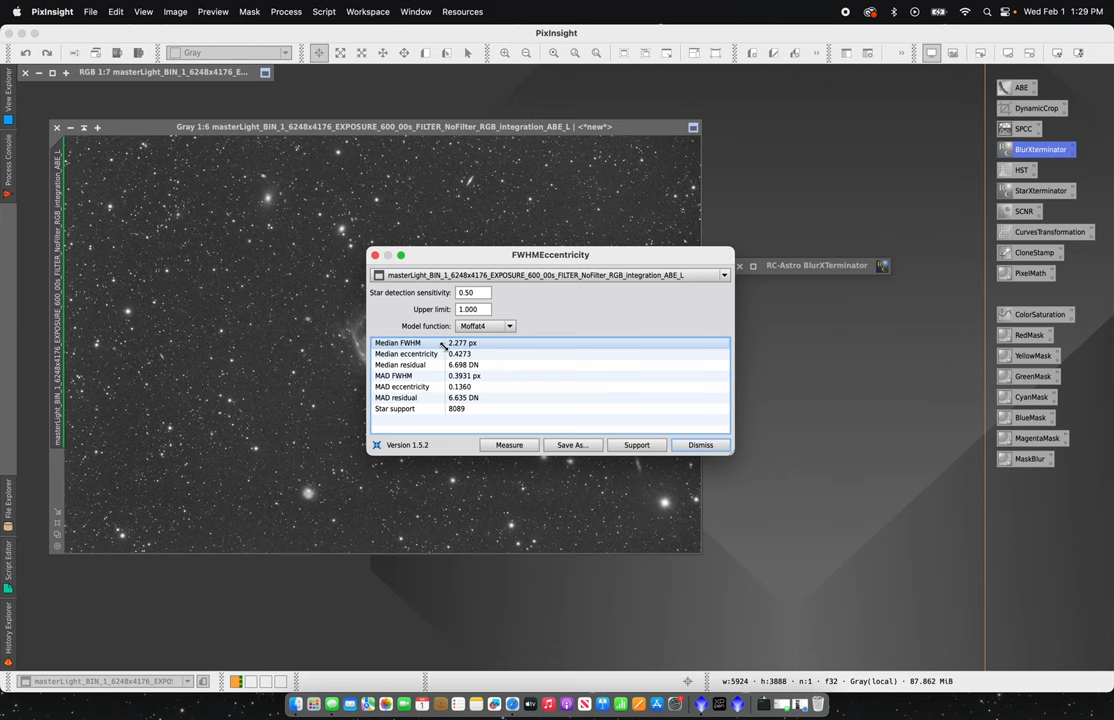 PixInsight File Edit View Image Preview Mask Process Script Workspace Window Resources Wed Feb 1 1:29 PM
PixInsight
Gray
RGB 1:7 masterLight_BIN_1_6248x4176_E...
Gray 1:6 masterLight_BIN_1_6248x4176_EXPOSURE_600_00s_FILTER_NoFilter_RGB_integration_ABE_L | <*new*>
View Explorer
Process Console
File Explorer
Script Editor
History Explorer
masterLight_BIN_1_6248x4176_EXPOSURE_600_00s_FILTER_NoFilter_RGB_integration_ABE_L
FWHMEccentricity
masterLight_BIN_1_6248x4176_EXPOSURE_600_00s_FILTER_NoFilter_RGB_integration_ABE_L
Star detection sensitivity: 0.50
Upper limit: 1.000
Model function: Moffat4
Median FWHM 2.277 px
Median eccentricity 0.4273
Median residual 6.698 DN
MAD FWHM 0.3931 px
MAD eccentricity 0.1360
MAD residual 6.635 DN
Star support 8089
Version 1.5.2 Measure Save As... Support Dismiss
RC-Astro BlurXTerminator
ABE
DynamicCrop
SPCC
BlurXterminator
HST
StarXterminator
SCNR
CurvesTransformation
CloneStamp
PixelMath
ColorSaturation
RedMask
YellowMask
GreenMask
CyanMask
BlueMask
MagentaMask
MaskBlur
masterLight_BIN_1_6248x4176_EXPO!
w:5924 · h:3888 · n:1 · f32 · Gray(local) · 87.862 MiB